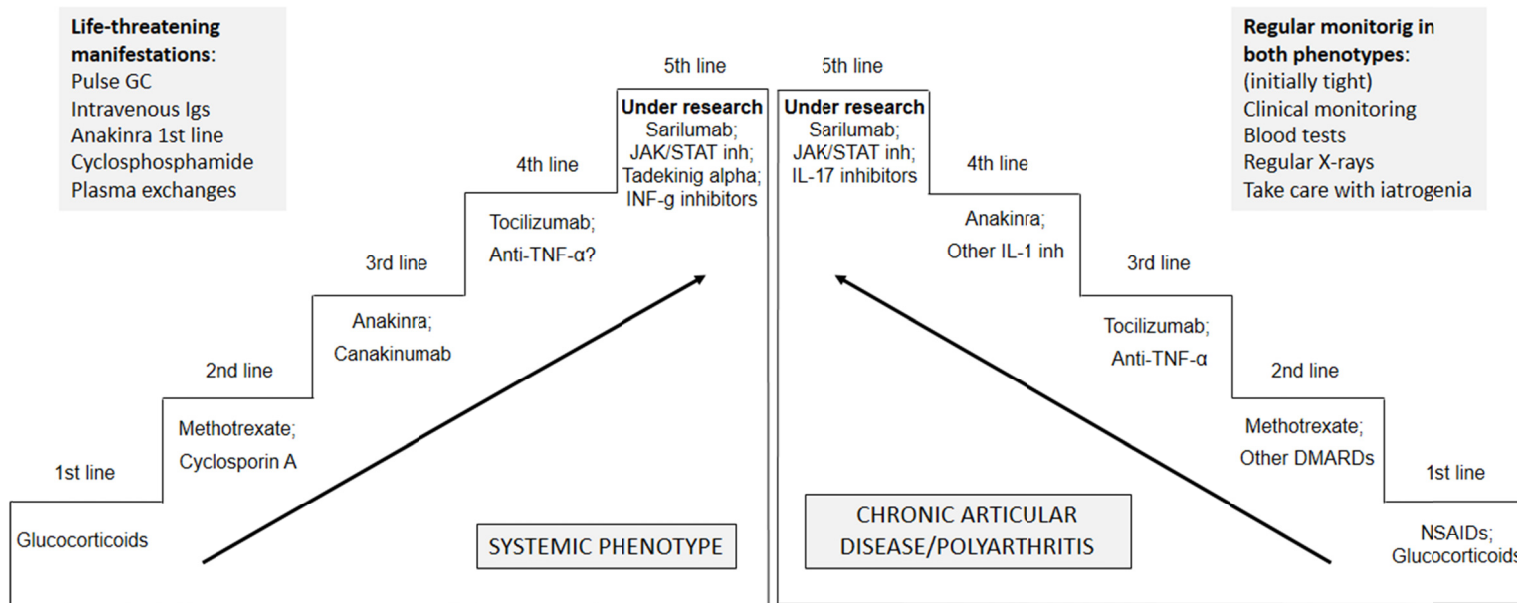 Life-threatening
manifestations:
Pulse GC
Intravenous Igs
Anakinra 1st line
Cyclosphosphamide
Plasma exchanges
Regular monitorig in
both phenotypes:
(initially tight)
Clinical monitoring
Blood tests
Regular X-rays
Take care with iatrogenia
5th line
Under research
Sarilumab;
JAK/STAT inh;
Tadekinig alpha;
INF-g inhibitors
5th line
Under research
Sarilumab;
JAK/STAT inh;
IL-17 inhibitors
4th line
Tocilizumab;
Anti-TNF-α?
4th line
Anakinra;
Other IL-1 inh
3rd line
Anakinra;
Canakinumab
3rd line
Tocilizumab;
Anti-TNF-α
2nd line
Methotrexate;
Cyclosporin A
2nd line
Methotrexate;
Other DMARDs
1st line
Glucocorticoids
1st line
NSAIDs;
Glucocorticoids
SYSTEMIC PHENOTYPE
CHRONIC ARTICULAR
DISEASE/POLYARTHRITIS